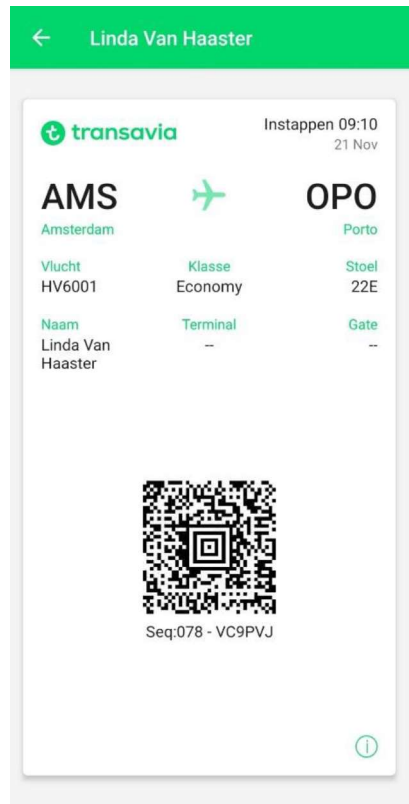 Linda Van Haaster
transavia
Instappen 09:10
21 Nov
AMS OPO
Amsterdam Porto
Vlucht Klasse Stoel
HV6001 Economy 22E
Naam Terminal Gate
Linda Van -- --
Haaster
Seq:078 - VC9PVJ